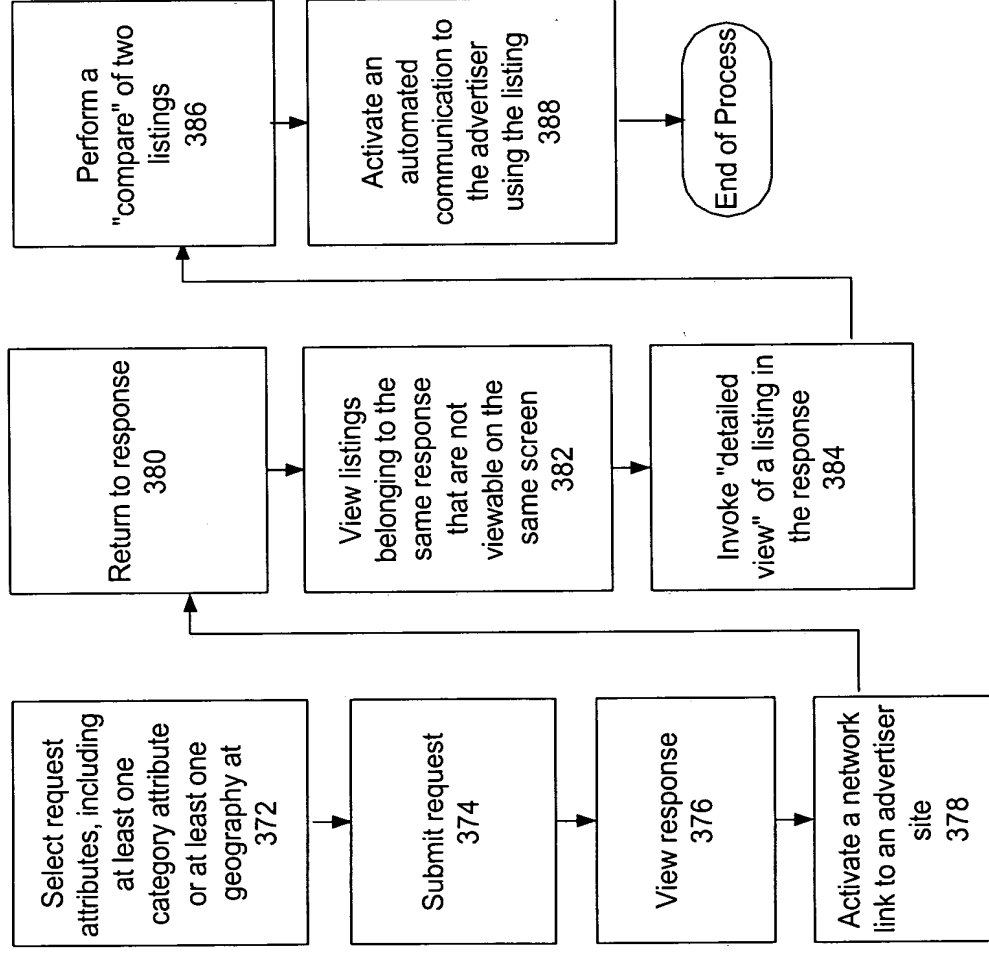 Select request
attributes, including
at least one
category attribute
or at least one
geography at
372
Submit request
374
View response
376
Activate a network
link to an advertiser
site
378
Return to response
380
View listings
belonging to the
same response
that are not
viewable on the
same screen
382
Invoke "detailed
view" of a listing in
the response
384
Perform a
"compare" of two
listings
386
Activate an
automated
communication to
the advertiser
using the listing
388
End of Process